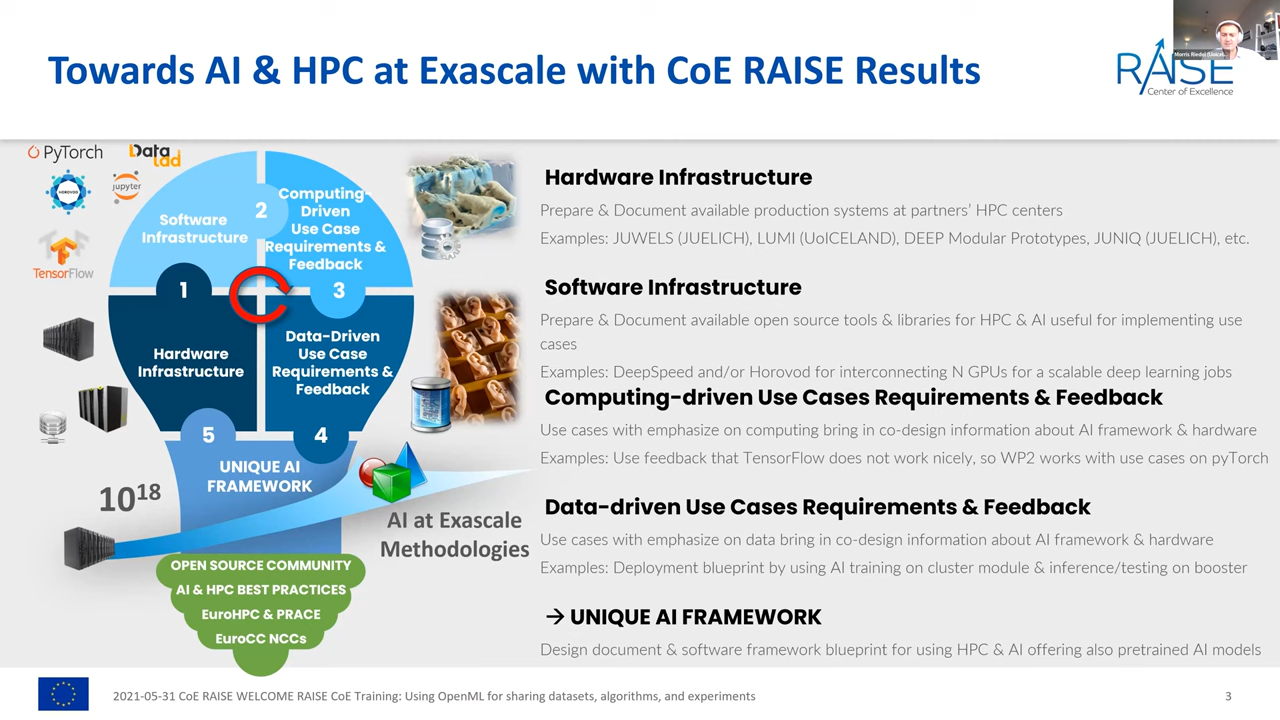 Towards AI & HPC at Exascale with CoE RAISE Results
RAISE
Center of Excellence
Morris Riedel
PyTorch
Data
lad
HOROVOD
jupyter
TensorFlow
Software
Infrastructure
2
Computing-
Driven
Use Case
Requirements &
Feedback
1
3
Hardware
Infrastructure
Data-Driven
Use Case
Requirements &
Feedback
5
4
UNIQUE AI
FRAMEWORK
10^18
AI at Exascale
Methodologies
OPEN SOURCE COMMUNITY
AI & HPC BEST PRACTICES
EuroHPC & PRACE
EuroCC NCCs
Hardware Infrastructure
Prepare & Document available production systems at partners’ HPC centers
Examples: JUWELS (JUELICH), LUMI (UoICELAND), DEEP Modular Prototypes, JUNIQ (JUELICH), etc.
Software Infrastructure
Prepare & Document available open source tools & libraries for HPC & AI useful for implementing use
cases
Examples: DeepSpeed and/or Horovod for interconnecting N GPUs for a scalable deep learning jobs
Computing-driven Use Cases Requirements & Feedback
Use cases with emphasize on computing bring in co-design information about AI framework & hardware
Examples: Use feedback that TensorFlow does not work nicely, so WP2 works with use cases on pyTorch
Data-driven Use Cases Requirements & Feedback
Use cases with emphasize on data bring in co-design information about AI framework & hardware
Examples: Deployment blueprint by using AI training on cluster module & inference/testing on booster
→ UNIQUE AI FRAMEWORK
Design document & software framework blueprint for using HPC & AI offering also pretrained AI models
2021-05-31 CoE RAISE WELCOME RAISE CoE Training: Using OpenML for sharing datasets, algorithms, and experiments
3